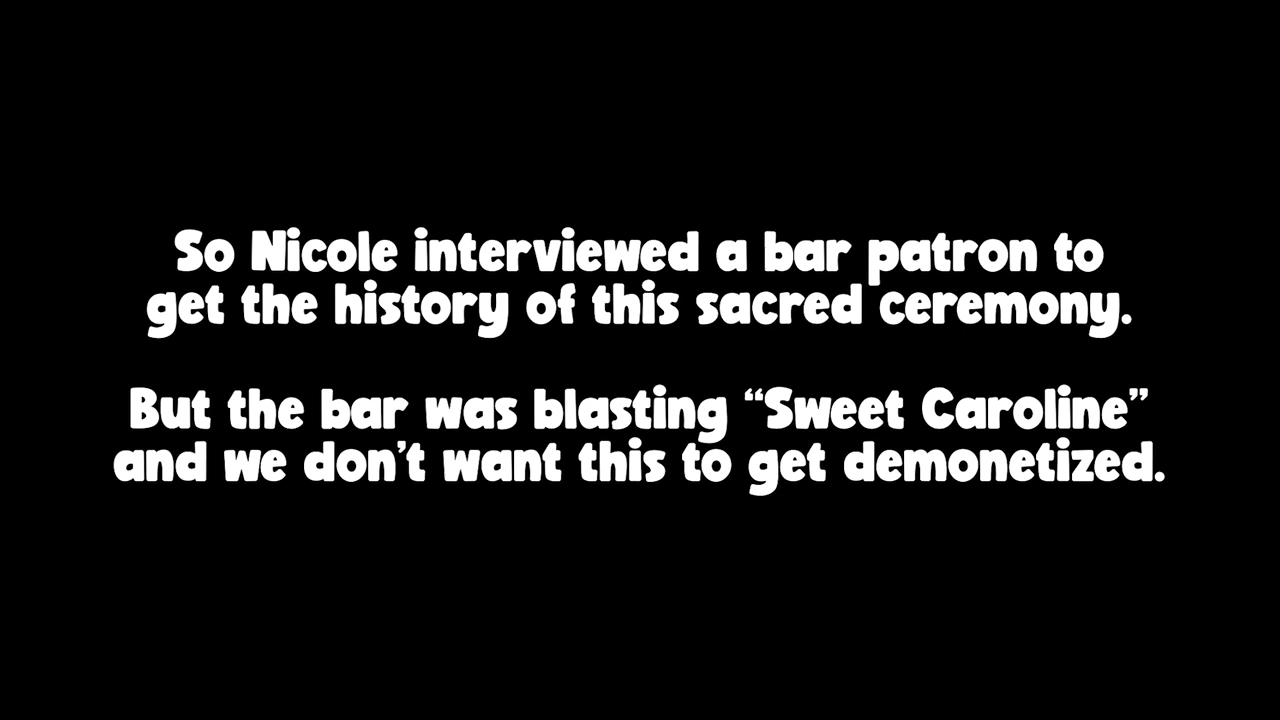 So Nicole interviewed a bar patron to
get the history of this sacred ceremony.
But the bar was blasting “Sweet Caroline”
and we don’t want this to get demonetized.